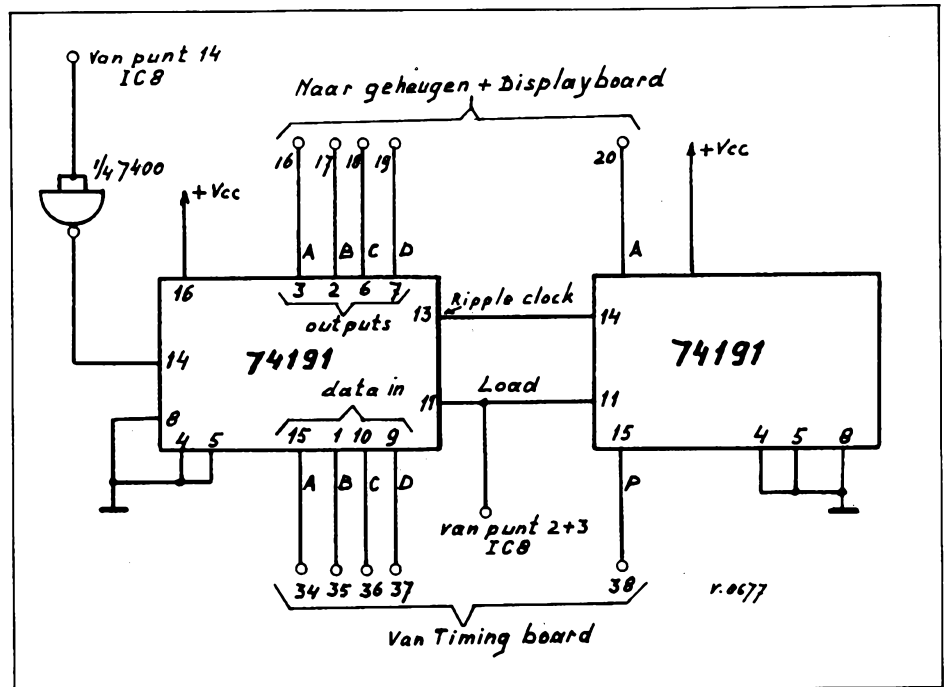 van punt 14
IC8
Naar geheugen + Displayboard
1/4 7400
+Vcc
16 17 18 19
20
+Vcc
A B C D
A
16
3 2 6 7
outputs
13
Ripple clock
14
14
74191
74191
data in
11
Load
11
8
4 5
15 1 10 9
15
4 5 8
A B C D
P
van punt 2+3
IC8
34 35 36 37
38
r.0677
Van Timing board